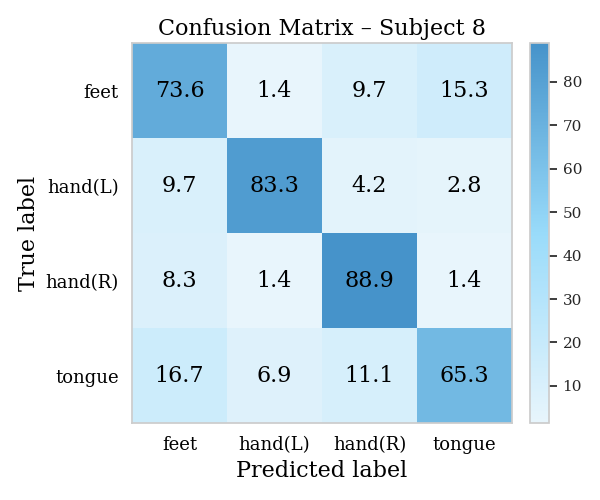 Confusion Matrix – Subject 8
feet 73.6 1.4 9.7 15.3
hand(L) 9.7 83.3 4.2 2.8
hand(R) 8.3 1.4 88.9 1.4
tongue 16.7 6.9 11.1 65.3
feet hand(L) hand(R) tongue
Predicted label
True label
80
70
60
50
40
30
20
10